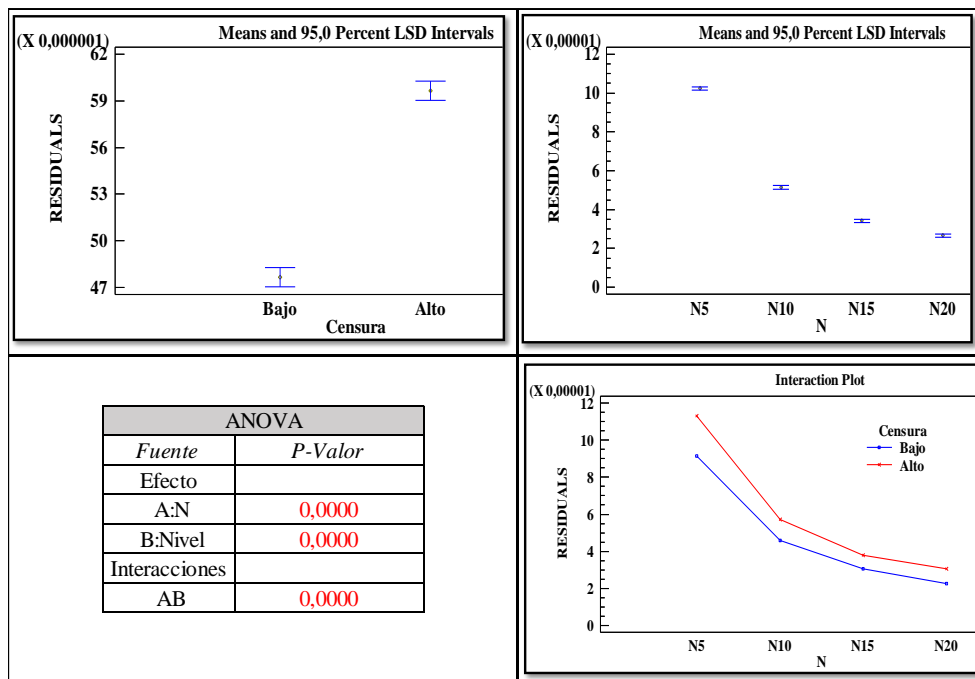 Means and 95,0 Percent LSD Intervals
(X 0,000001)
62
59
56
53
50
47
RESIDUALS
Bajo Alto
Censura
Means and 95,0 Percent LSD Intervals
(X 0,00001)
12
10
8
6
4
2
0
RESIDUALS
N5 N10 N15 N20
N
ANOVA
Fuente P-Valor
Efecto
A:N 0,0000
B:Nivel 0,0000
Interacciones
AB 0,0000
Interaction Plot
(X 0,00001)
12
10
8
6
4
2
0
RESIDUALS
Censura
Bajo
Alto
N5 N10 N15 N20
N